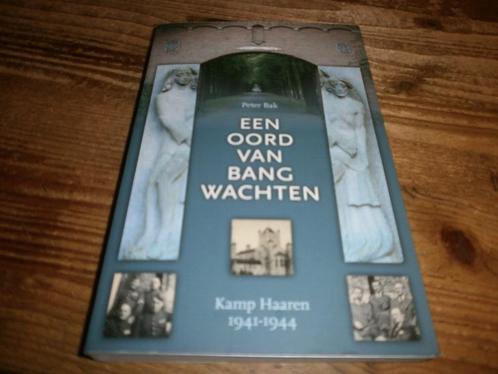 Peter Bak
EEN
OORD
VAN
BANG
WACHTEN
Kamp Haaren
1941-1944